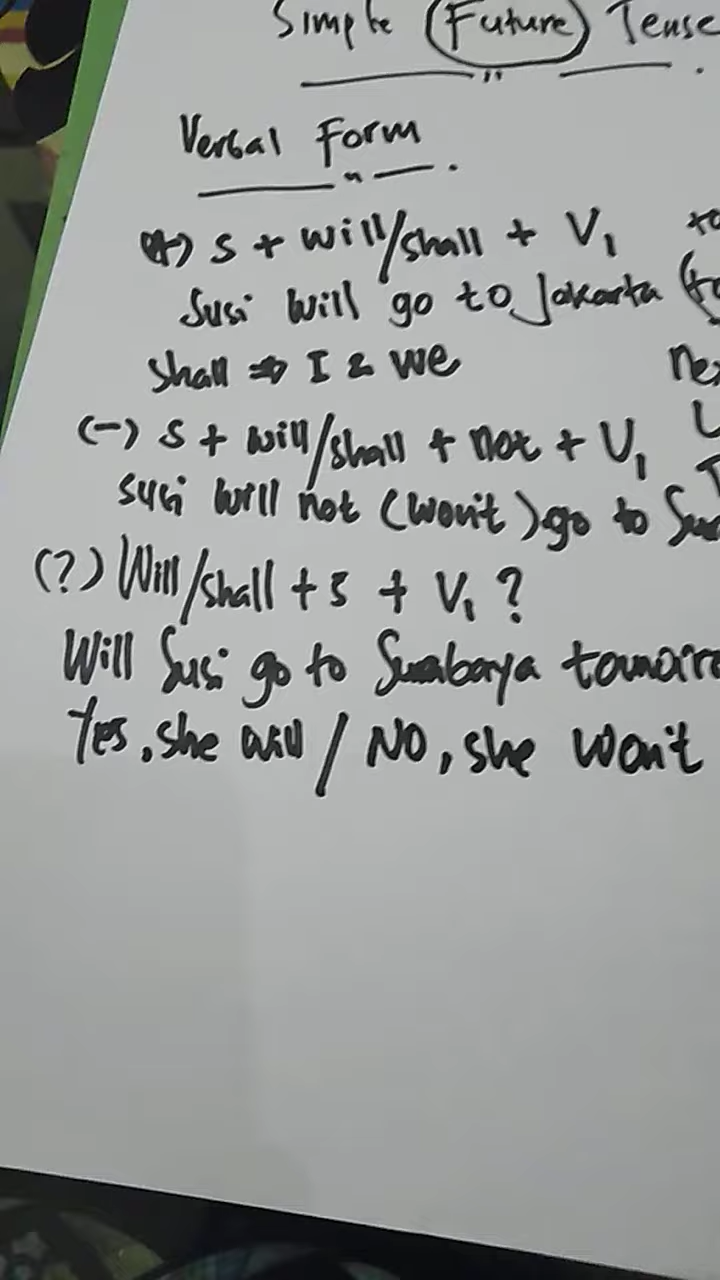 Simple Future Tense
Verbal Form
(+) S + will/shall + V1
Susi will go to Jakarta
Shall ⇒ I & We
(-) S + will/shall + not + V1
Susi will not (won't) go to
(?) Will/shall + S + V1 ?
Will Susi go to Surabaya
Yes, she will / NO, she won't